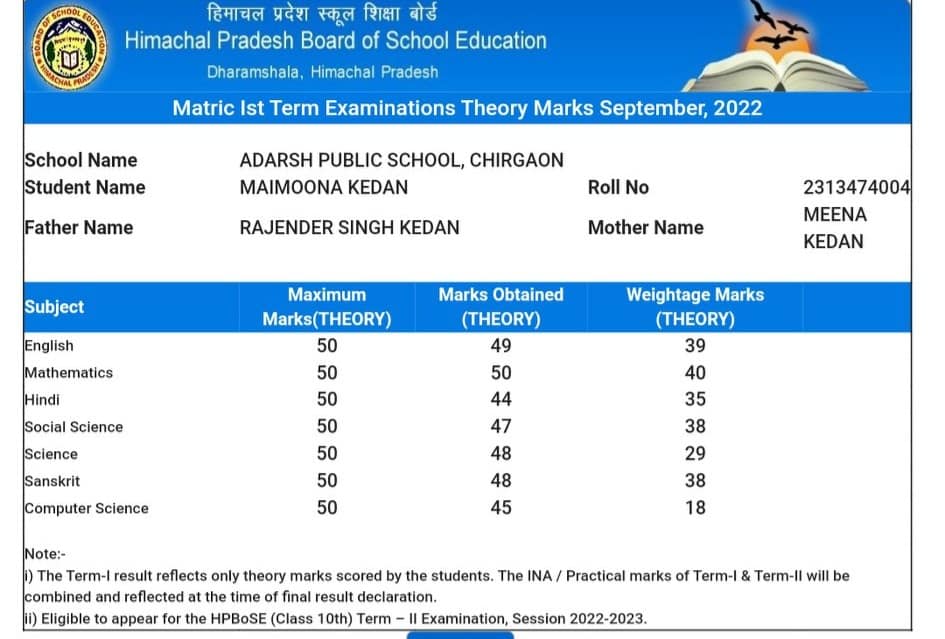 हिमाचल प्रदेश स्कूल शिक्षा बोर्ड
Himachal Pradesh Board of School Education
Dharamshala, Himachal Pradesh
BOARD OF SCHOOL EDUCATION
HIMACHAL PRADESH
Matric Ist Term Examinations Theory Marks September, 2022
School Name ADARSH PUBLIC SCHOOL, CHIRGAON
Student Name MAIMOONA KEDAN Roll No 2313474004
Father Name RAJENDER SINGH KEDAN Mother Name MEENA KEDAN
Subject Maximum Marks(THEORY) Marks Obtained (THEORY) Weightage Marks (THEORY)
English 50 49 39
Mathematics 50 50 40
Hindi 50 44 35
Social Science 50 47 38
Science 50 48 29
Sanskrit 50 48 38
Computer Science 50 45 18
Note:-
i) The Term-I result reflects only theory marks scored by the students. The INA / Practical marks of Term-I & Term-II will be
combined and reflected at the time of final result declaration.
ii) Eligible to appear for the HPBoSE (Class 10th) Term – II Examination, Session 2022-2023.